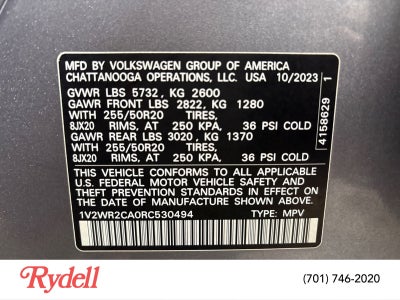 MFD. BY VOLKSWAGEN GROUP OF AMERICA
CHATTANOOGA OPERATIONS, LLC. USA 10/2023
GVWR LBS 5732, KG 2600
GAWR FRONT LBS 2822, KG 1280
WITH 255/50R20 TIRES,
8JX20 RIMS, AT 250 KPA, 36 PSI COLD
GAWR REAR LBS 3020, KG 1370
WITH 255/50R20 TIRES,
8JX20 RIMS, AT 250 KPA, 36 PSI COLD
THIS VEHICLE CONFORMS TO ALL APPLICABLE
U.S. FEDERAL MOTOR VEHICLE SAFETY AND
THEFT PREVENTION STANDARDS IN EFFECT ON
THE DATE OF MANUFACTURE SHOWN ABOVE.
1V2WR2CA0RC530494 TYPE: MPV
4158629 1
Rydell
(701) 746-2020